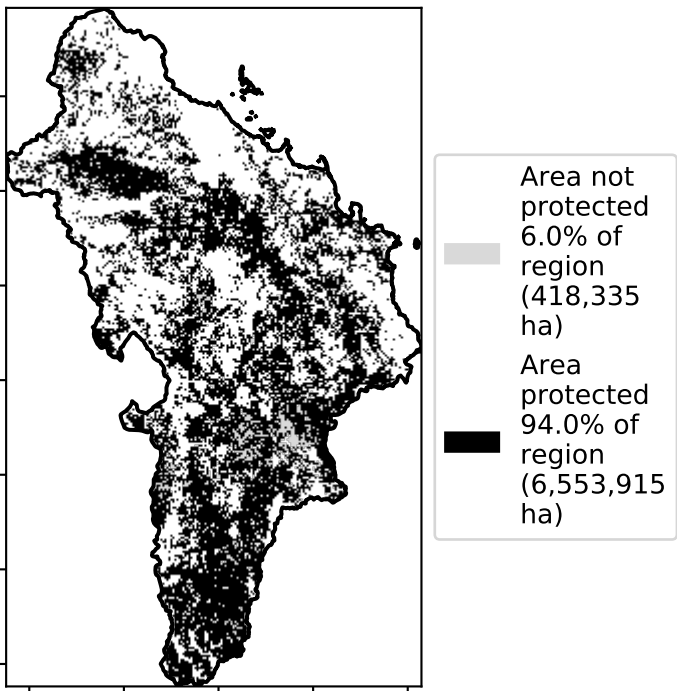 Area not
protected
6.0% of
region
(418,335
ha)
Area
protected
94.0% of
region
(6,553,915
ha)